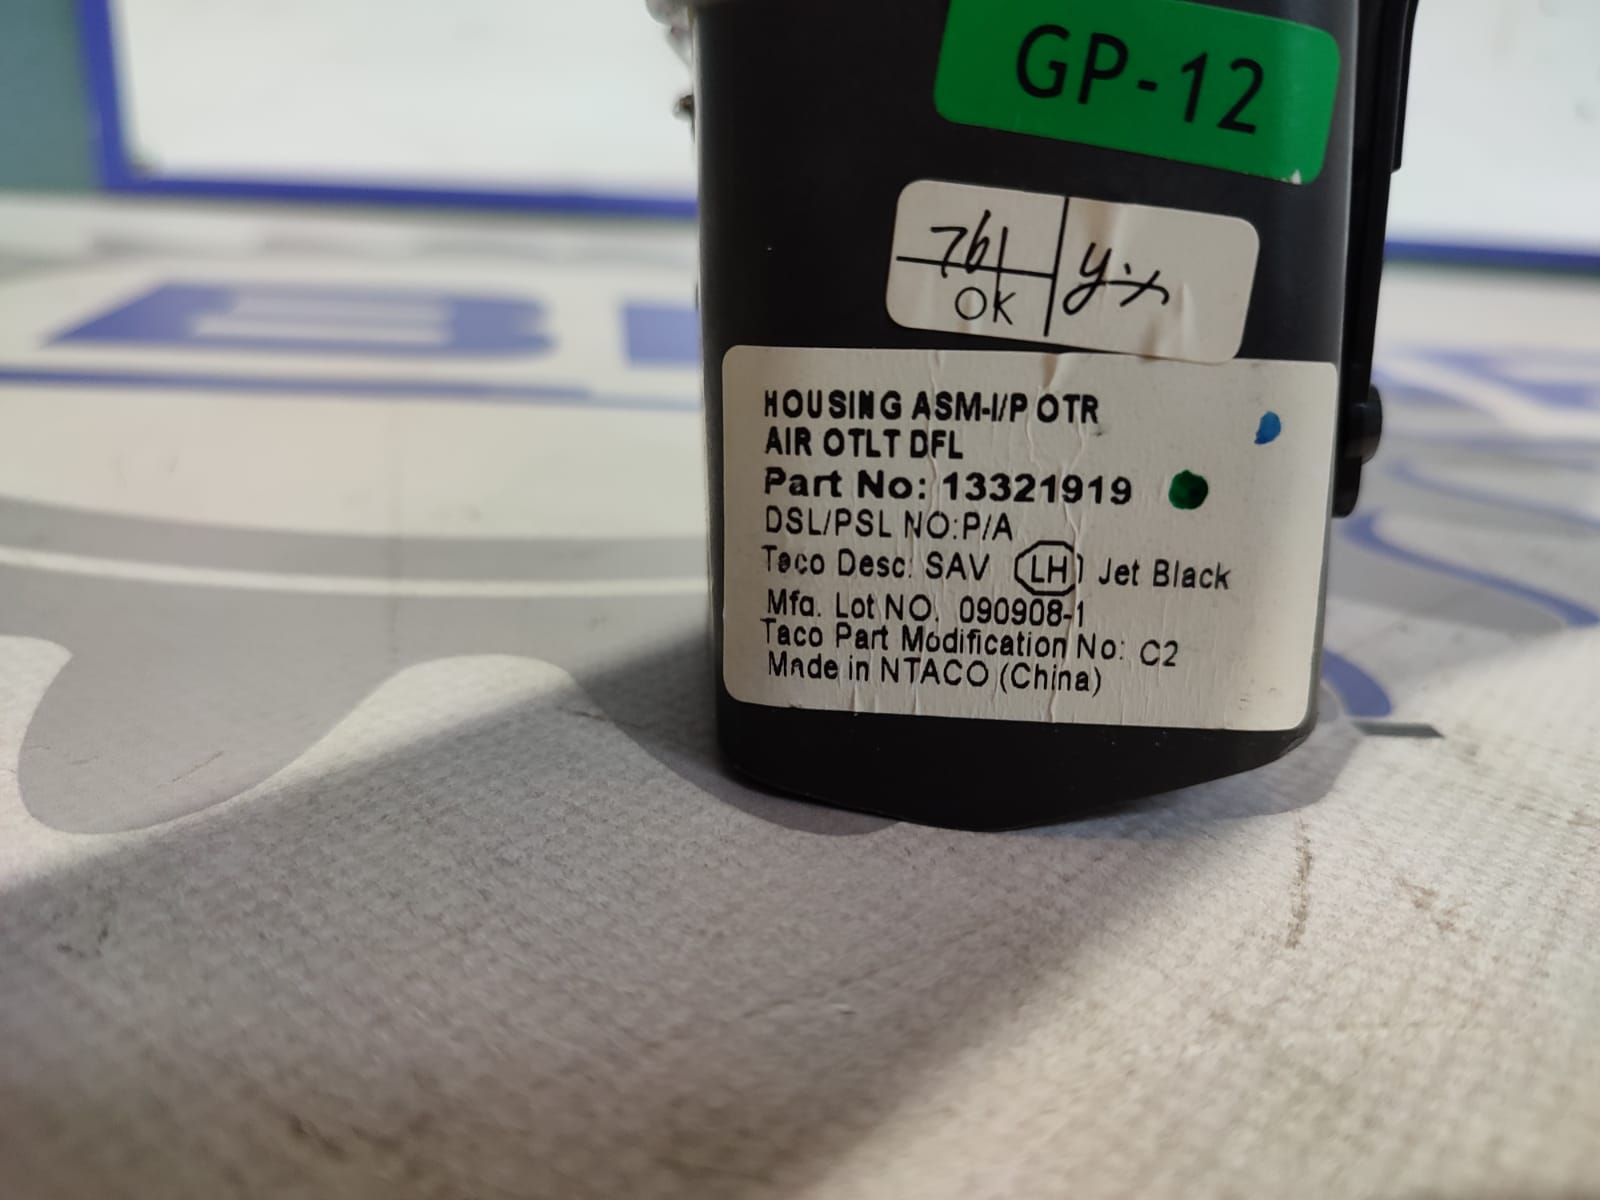 GP-12
761
OK
HOUSING ASM-I/P OTR
AIR OTLT DFL
Part No: 13321919
DSL/PSL NO:P/A
Taco Desc: SAV (LH) Jet Black
Mfg. Lot NO. 090908-1
Taco Part Modification No: C2
Made in NTACO (China)